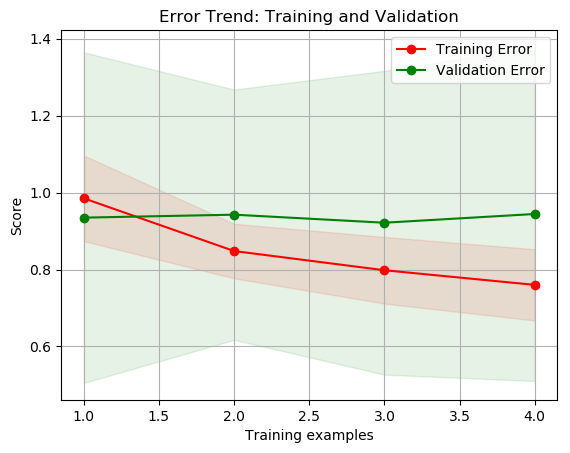 Error Trend: Training and Validation
Training Error
Validation Error
Score
1.4
1.2
1.0
0.8
0.6
1.0 1.5 2.0 2.5 3.0 3.5 4.0
Training examples